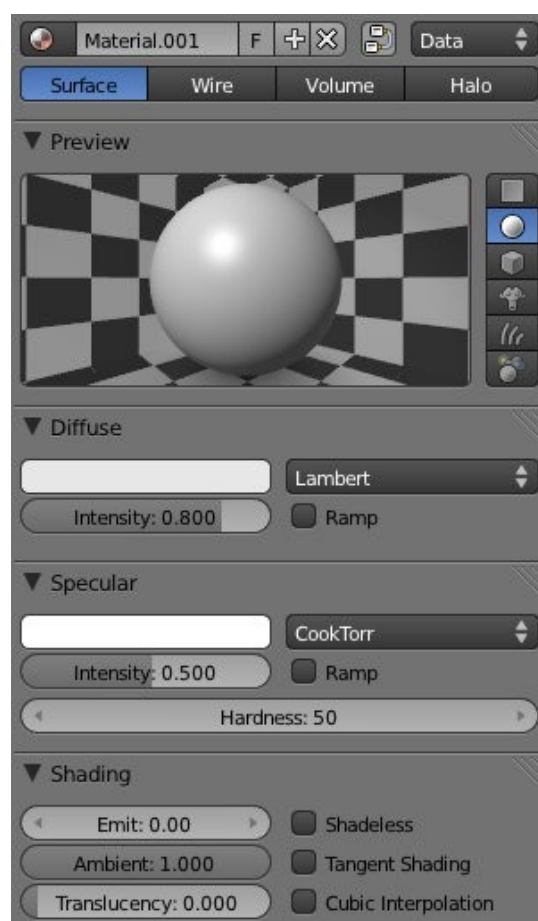 Material.001 F Data
Surface Wire Volume Halo
Preview
Diffuse
Lambert
Intensity: 0.800 Ramp
Specular
CookTorr
Intensity: 0.500 Ramp
Hardness: 50
Shading
Emit: 0.00 Shadeless
Ambient: 1.000 Tangent Shading
Translucency: 0.000 Cubic Interpolation